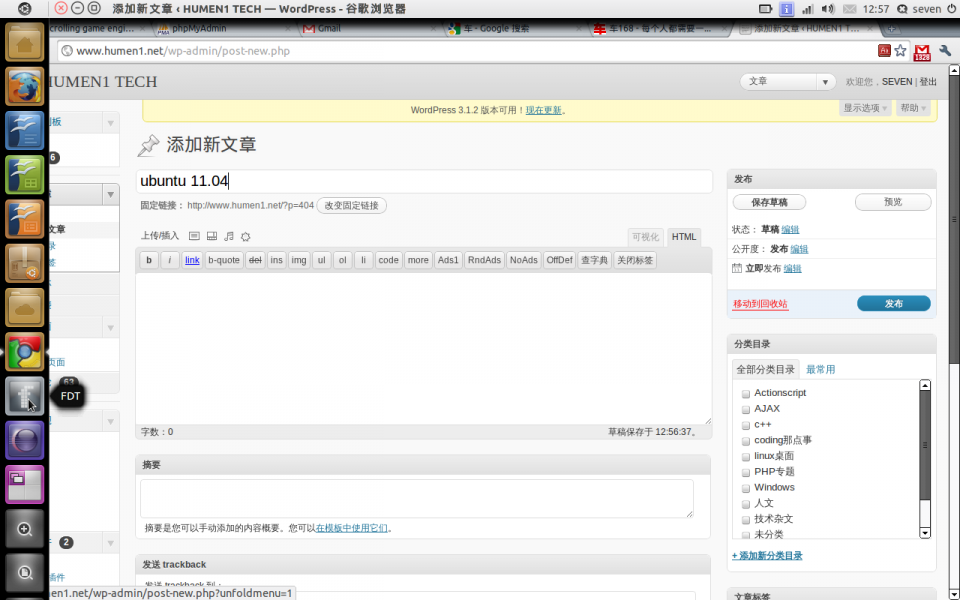 添加新文章 ‹ HUMEN1 TECH — WordPress - 谷歌浏览器
12:57 seven
crolling game engi...
phpMyAdmin
Gmail
车 - Google 搜索
车168 - 每个人都需要一...
添加新文章 ‹ HUMEN1 T...
www.humen1.net/wp-admin/post-new.php
1328
HUMEN1 TECH
文章
欢迎您，SEVEN | 登出
WordPress 3.1.2 版本可用！现在更新。
显示选项
帮助
板
6
添加新文章
ubuntu 11.04
固定链接： http://www.humen1.net/?p=404 改变固定链接
上传/插入
可视化
HTML
b i link b-quote del ins img ul ol li code more Ads1 RndAds NoAds OffDef 查字典 关闭标签
文章
字数：0
草稿保存于 12:56:37。
页面
63
FDT
2
插件
摘要
摘要是您可以手动添加的内容概要。您可以在模板中使用它们。
发送 trackback
发送 trackback 到：
发布
保存草稿
预览
状态： 草稿 编辑
公开度： 发布 编辑
立即发布 编辑
移动到回收站
发布
分类目录
全部分类目录
最常用
Actionscript
AJAX
c++
coding那点事
linux桌面
PHP专题
Windows
人文
技术杂文
未分类
+ 添加新分类目录
文章标签
en1.net/wp-admin/post-new.php?unfoldmenu=1